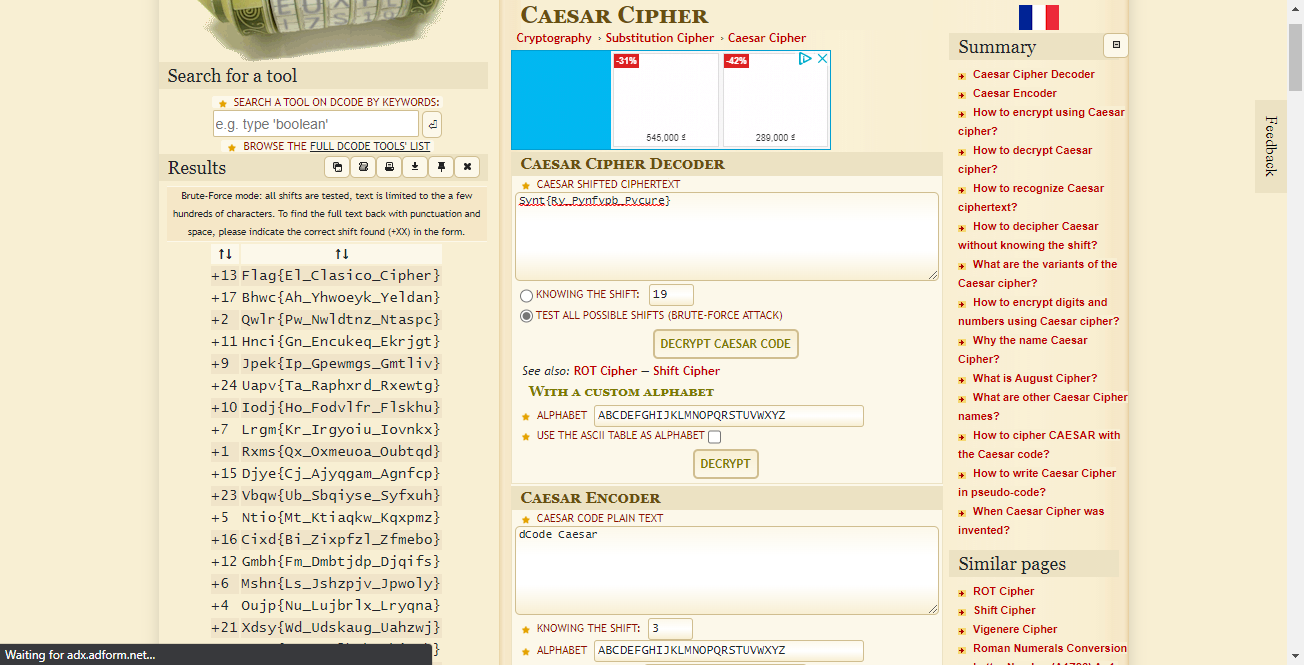 EUXEL
Search for a tool
SEARCH A TOOL ON DCODE BY KEYWORDS:
e.g. type 'boolean'
BROWSE THE FULL DCODE TOOLS' LIST
Results
Brute-Force mode: all shifts are tested, text is limited to the a few
hundreds of characters. To find the full text back with punctuation and
space, please indicate the correct shift found (+XX) in the form.
↑↓ ↑↓
+13 Flag{El_Clasico_Cipher}
+17 Bhwc{Ah_Yhwoeyk_Yeldan}
+2 Qwlr{Pw_Nwldtnz_Ntaspc}
+11 Hnci{Gn_Encukeq_Ekrjgt}
+9 Jpek{Ip_Gpewmgs_Gmtliv}
+24 Uapv{Ta_Raphxrd_Rxewtg}
+10 Iodj{Ho_Fodvlfr_Flskhu}
+7 Lrgm{Kr_Irgyoiu_Iovnkx}
+1 Rxms{Qx_Oxmeuoa_Oubtqd}
+15 Djye{Cj_Ajyqgam_Agnfcp}
+23 Vbqw{Ub_Sbqiyse_Syfxuh}
+5 Ntio{Mt_Ktiaqkw_Kqxpmz}
+16 Cixd{Bi_Zixpfzl_Zfmebo}
+12 Gmbh{Fm_Dmbtjdp_Djqifs}
+6 Mshn{Ls_Jshzpjv_Jpwoly}
+4 Oujp{Nu_Lujbrlx_Lryqna}
+21 Xdsy{Wd_Udskaug_Uahzwj}
Waiting for adx.adform.net...
Caesar Cipher
Cryptography › Substitution Cipher › Caesar Cipher
-31%
545,000 ₫
-42%
289,000 ₫
Caesar Cipher Decoder
CAESAR SHIFTED CIPHERTEXT
Synt{Ry_Pynfvpb_Pvcure}
KNOWING THE SHIFT: 19
TEST ALL POSSIBLE SHIFTS (BRUTE-FORCE ATTACK)
DECRYPT CAESAR CODE
See also: ROT Cipher — Shift Cipher
With a custom alphabet
ALPHABET ABCDEFGHIJKLMNOPQRSTUVWXYZ
USE THE ASCII TABLE AS ALPHABET
DECRYPT
Caesar Encoder
CAESAR CODE PLAIN TEXT
dCode Caesar
KNOWING THE SHIFT: 3
ALPHABET ABCDEFGHIJKLMNOPQRSTUVWXYZ
Summary
Caesar Cipher Decoder
Caesar Encoder
How to encrypt using Caesar
cipher?
How to decrypt Caesar
cipher?
How to recognize Caesar
ciphertext?
How to decipher Caesar
without knowing the shift?
What are the variants of the
Caesar cipher?
How to encrypt digits and
numbers using Caesar cipher?
Why the name Caesar
Cipher?
What is August Cipher?
What are other Caesar Cipher
names?
How to cipher CAESAR with
the Caesar code?
How to write Caesar Cipher
in pseudo-code?
When Caesar Cipher was
invented?
Similar pages
ROT Cipher
Shift Cipher
Vigenere Cipher
Roman Numerals Conversion
Feedback